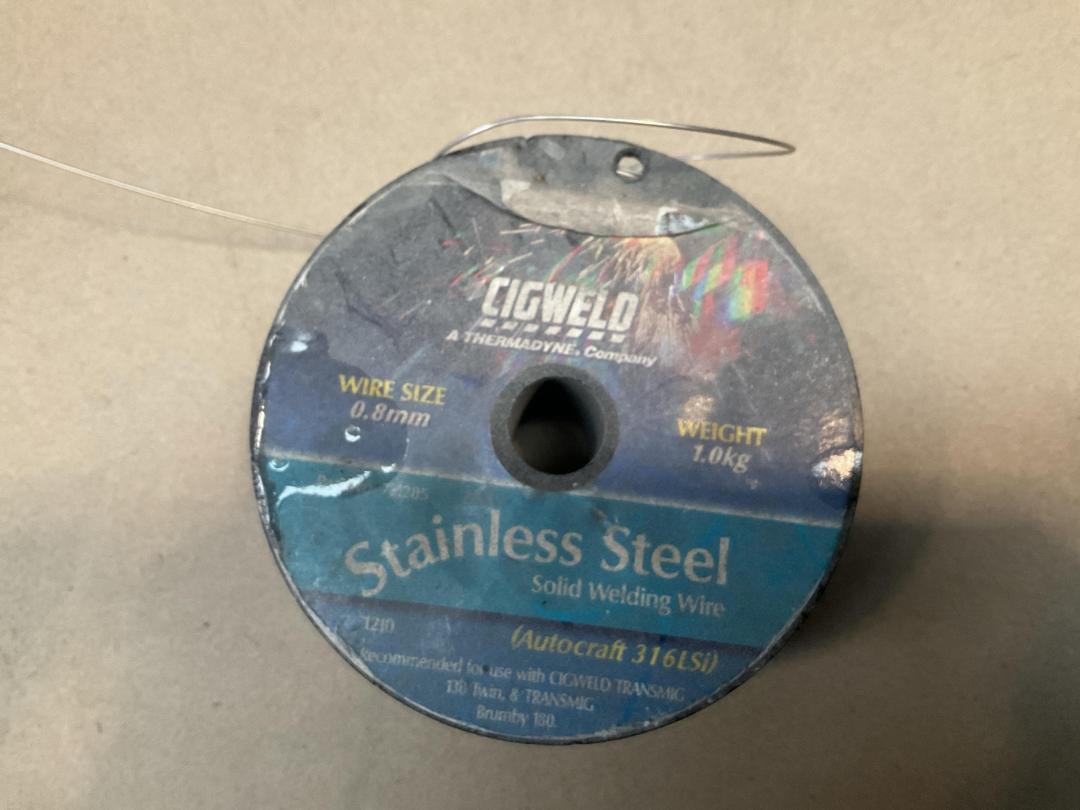 CIGWELD
A THERMADYNE® Company
WIRE SIZE
0.8mm
WEIGHT
1.0kg
Stainless Steel
Solid Welding Wire
(Autocraft 316LSi)
Recommended for use with CIGWELD TRANSMIG
130 Twin, & TRANSMIG
Brumby 180.